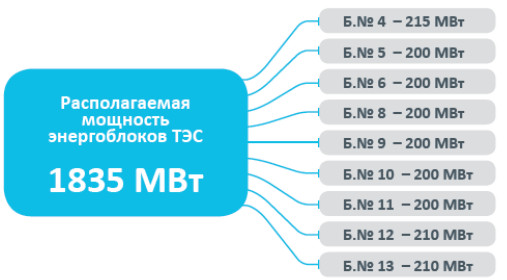 Располагаемая
мощность
энергоблоков ТЭС
1835 МВт
Б.№ 4 – 215 МВт
Б.№ 5 – 200 МВт
Б.№ 6 – 200 МВт
Б.№ 8 – 200 МВт
Б.№ 9 – 200 МВт
Б.№ 10 – 200 МВт
Б.№ 11 – 200 МВт
Б.№ 12 – 210 МВт
Б.№ 13 – 210 МВт